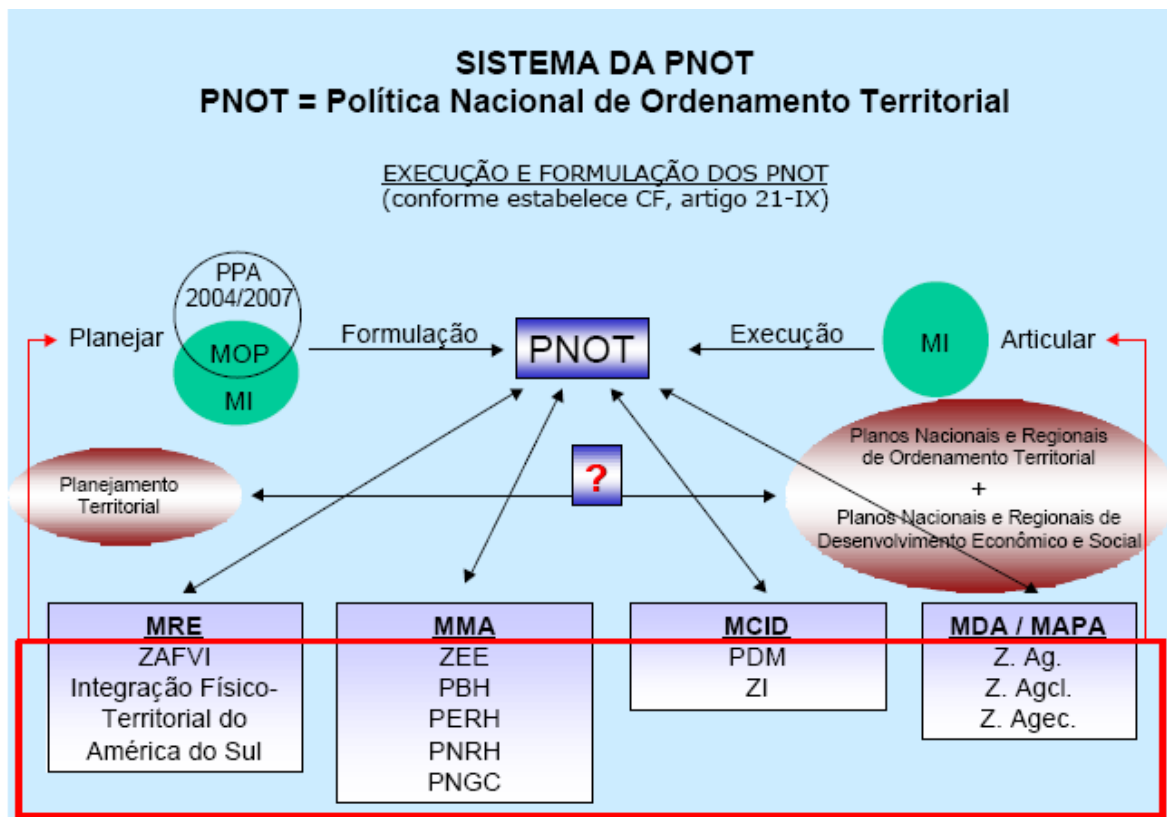 SISTEMA DA PNOT
PNOT = Política Nacional de Ordenamento Territorial
EXECUÇÃO E FORMULAÇÃO DOS PNOT
(conforme estabelece CF, artigo 21-IX)
PPA
2004/2007
Planejar
MOP
MI
Formulação
PNOT
Execução
MI
Articular
Planejamento
Territorial
?
Planos Nacionais e Regionais
de Ordenamento Territorial
+
Planos Nacionais e Regionais de
Desenvolvimento Econômico e Social
MRE
ZAFVI
Integração Físico-
Territorial do
América do Sul
MMA
ZEE
PBH
PERH
PNRH
PNGC
MCID
PDM
ZI
MDA / MAPA
Z. Ag.
Z. Agcl.
Z. Agec.